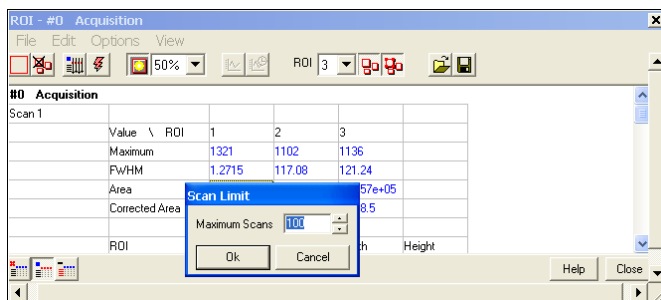 ROI - #0 Acquisition
File Edit Options View
50% ROI 3
#0 Acquisition
Scan 1
Value \ ROI 1 2 3
Maximum 1321 1102 1136
FWHM 1.2715 117.08 121.24
Area 57e+05
Scan Limit
Corrected Area 8.5
Maximum Scans 100
ROI Height
Ok Cancel
Help Close